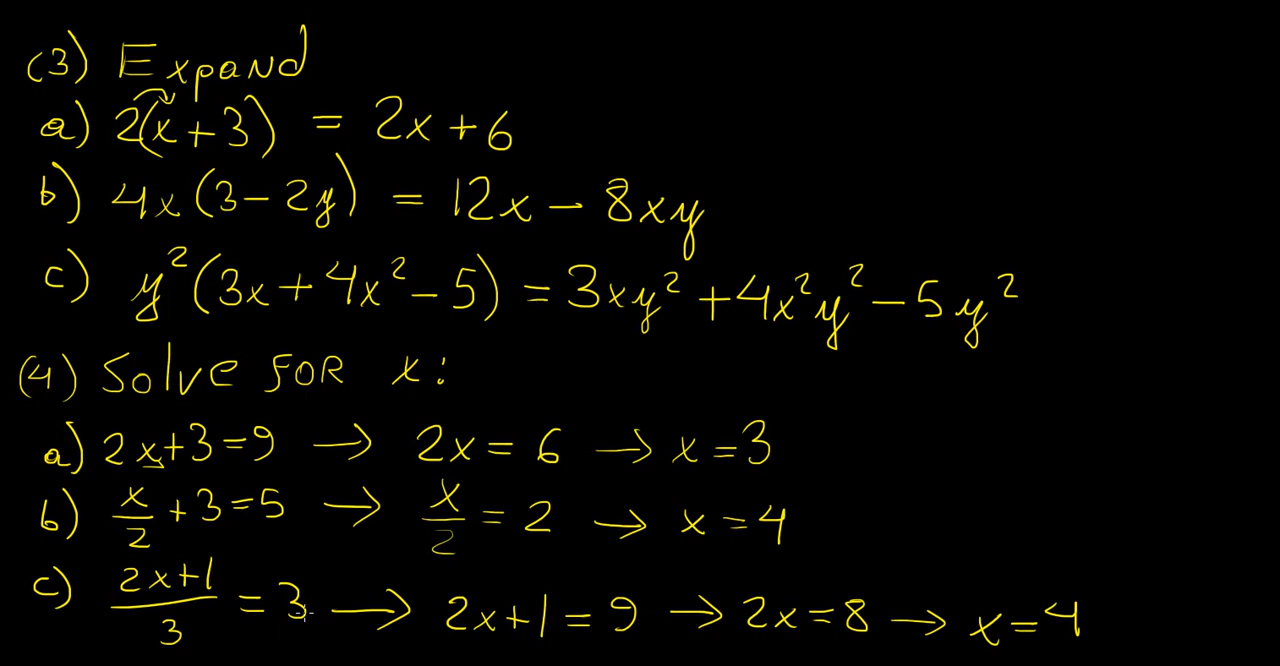 (3) Expand
a) 2(x+3) = 2x+6
b) 4x(3-2y) = 12x - 8xy
c) y²(3x+4x²-5) = 3xy² + 4x²y² - 5y²
(4) Solve for x:
a) 2x+3=9 → 2x=6 → x=3
b) x/2 +3=5 → x/2 = 2 → x=4
c) (2x+1)/3 = 3 → 2x+1=9 → 2x=8 → x=4